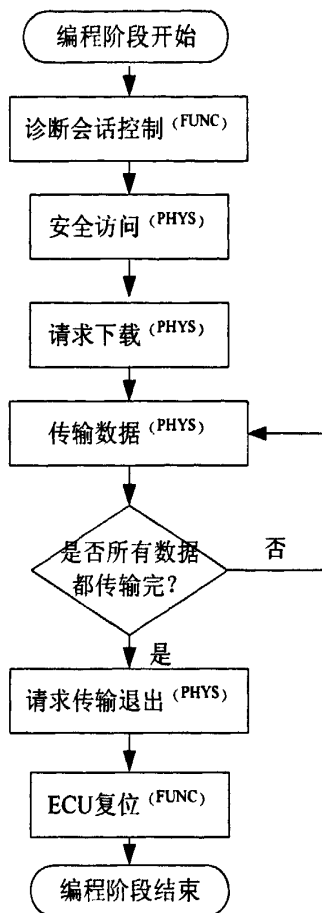 编程阶段开始
诊断会话控制(FUNC)
安全访问(PHYS)
请求下载(PHYS)
传输数据(PHYS)
是否所有数据
都传输完?
否
是
请求传输退出(PHYS)
ECU复位(FUNC)
编程阶段结束